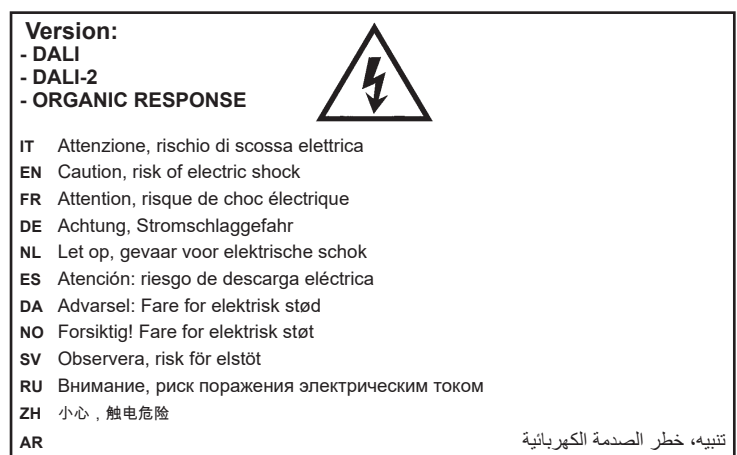 Version:
- DALI
- DALI-2
- ORGANIC RESPONSE
IT Attenzione, rischio di scossa elettrica
EN Caution, risk of electric shock
FR Attention, risque de choc électrique
DE Achtung, Stromschlaggefahr
NL Let op, gevaar voor elektrische schok
ES Atención: riesgo de descarga eléctrica
DA Advarsel: Fare for elektrisk stød
NO Forsiktig! Fare for elektrisk støt
SV Observera, risk för elstöt
RU Внимание, риск поражения электрическим током
ZH 小心，触电危险
AR تنبيه، خطر الصدمة الكهربائية